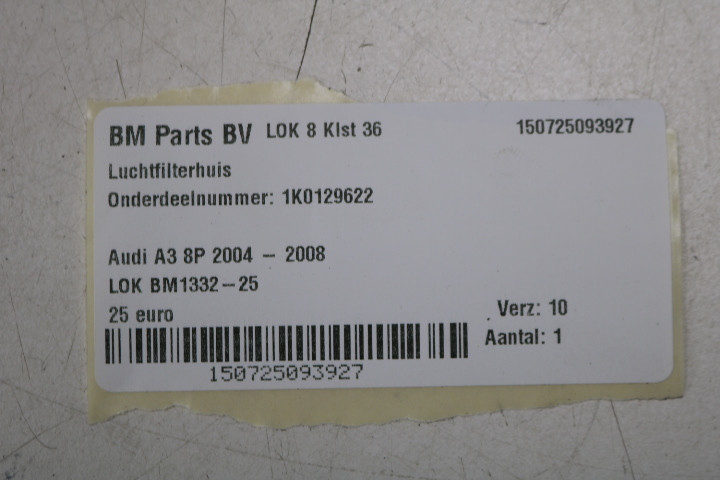 BM Parts BV LOK 8 Klst 36 150725093927
Luchtfilterhuis
Onderdeelnummer: 1K0129622
Audi A3 8P 2004 – 2008
LOK BM1332–25
25 euro Verz: 10
Aantal: 1
150725093927